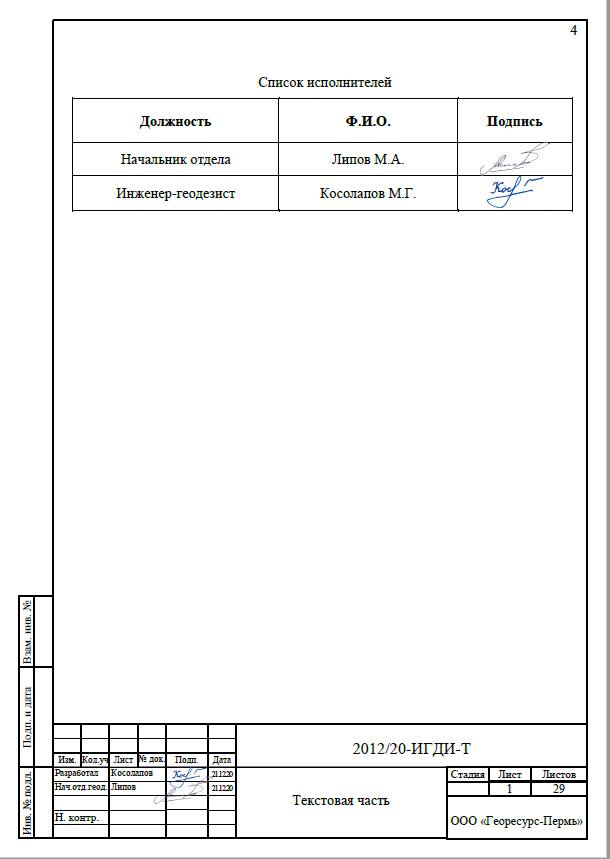 4
Список исполнителей
Должность Ф.И.О. Подпись
Начальник отдела Липов М.А.
Инженер-геодезист Косолапов М.Г.
Взам. инв. №
Подп. и дата
Инв. № подл.
2012/20-ИГДИ-Т
Изм. Кол.уч Лист № док. Подп. Дата
Разработал Косолапов 21.12.20
Нач.отд.геод. Липов 21.12.20
Н. контр.
Текстовая часть
Стадия Лист Листов
1 29
ООО «Георесурс-Пермь»